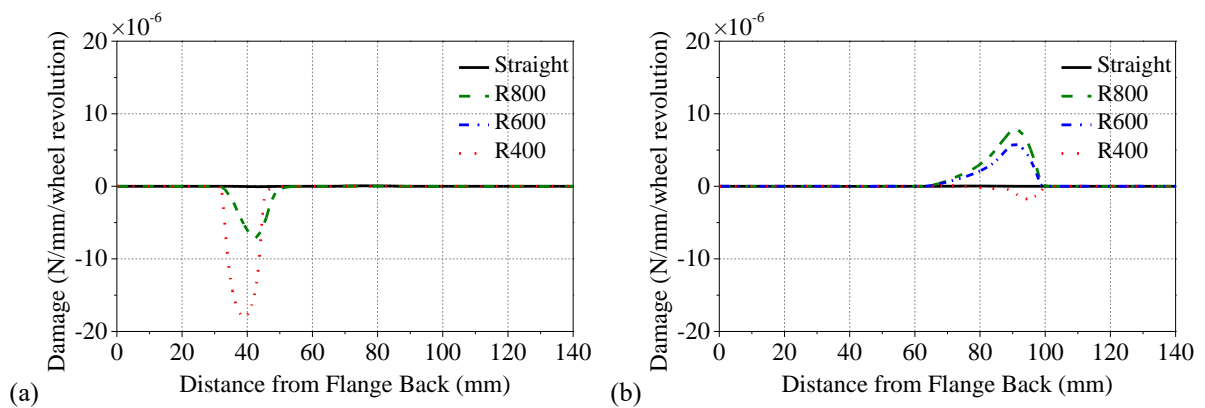 ×10⁻⁶
20
10
0
-10
-20
Damage (N/mm/wheel revolution)
Straight
R800
R600
R400
0 20 40 60 80 100 120 140
Distance from Flange Back (mm)
(a)
×10⁻⁶
20
10
0
-10
-20
Damage (N/mm/wheel revolution)
Straight
R800
R600
R400
0 20 40 60 80 100 120 140
Distance from Flange Back (mm)
(b)